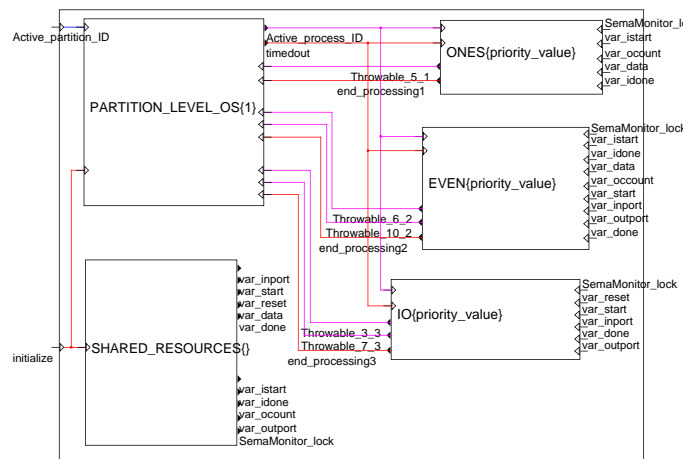 Active_partition_ID
initialize
PARTITION_LEVEL_OS{1}
Active_process_ID
timedout
Throwable_5_1
end_processing1
Throwable_6_2
Throwable_10_2
end_processing2
Throwable_3_3
Throwable_7_3
end_processing3
ONES{priority_value}
SemaMonitor_lo
var_istart
var_ocount
var_data
var_idone
EVEN{priority_value}
SemaMonitor_lock
var_istart
var_idone
var_data
var_occount
var_start
var_inport
var_outport
var_done
IO{priority_value}
SemaMonitor_lock
var_reset
var_start
var_inport
var_done
var_outport
SHARED_RESOURCES{}
var_inport
var_start
var_reset
var_data
var_done
var_istart
var_idone
var_ocount
var_outport
SemaMonitor_lock